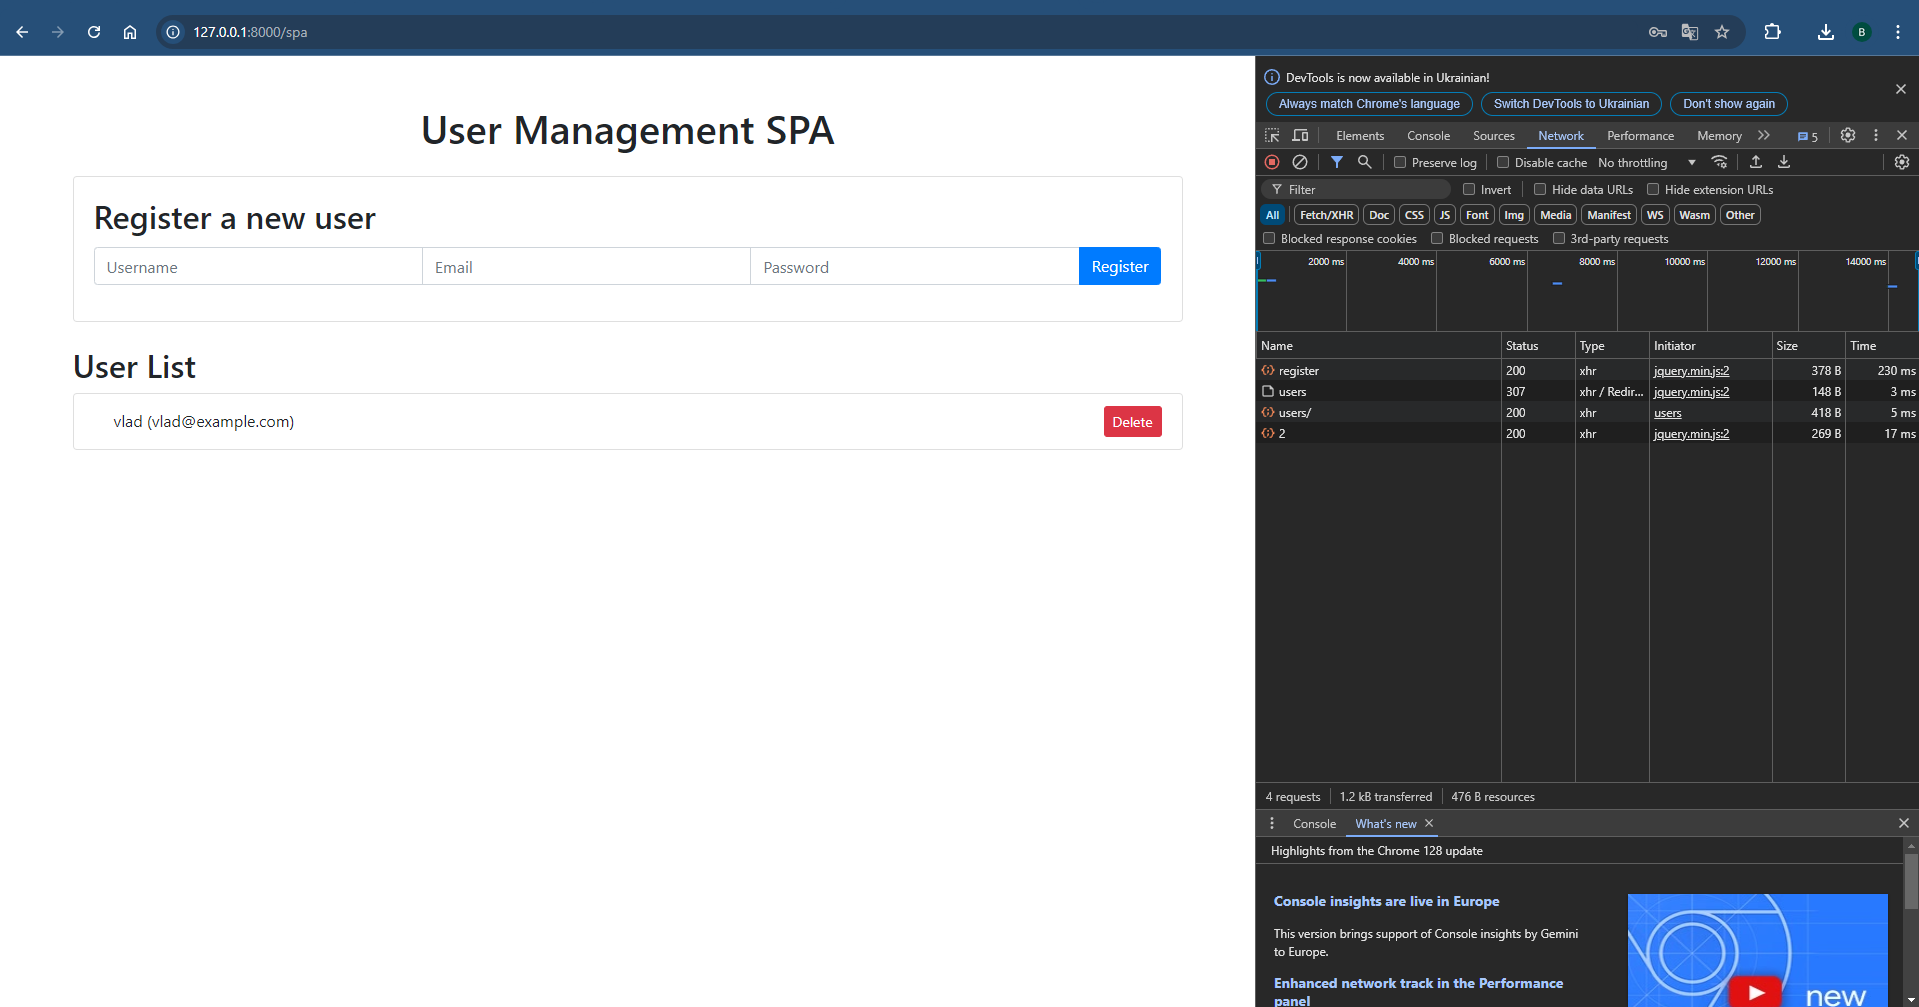 127.0.0.1:8000/spa
B
User Management SPA
Register a new user
Username
Email
Password
Register
User List
vlad (vlad@example.com)
Delete
DevTools is now available in Ukrainian!
Always match Chrome's language
Switch DevTools to Ukrainian
Don't show again
Elements
Console
Sources
Network
Performance
Memory
5
Preserve log
Disable cache
No throttling
Filter
Invert
Hide data URLs
Hide extension URLs
All
Fetch/XHR
Doc
CSS
JS
Font
Img
Media
Manifest
WS
Wasm
Other
Blocked response cookies
Blocked requests
3rd-party requests
2000 ms
4000 ms
6000 ms
8000 ms
10000 ms
12000 ms
14000 ms
Name Status Type Initiator Size Time
register 200 xhr jquery.min.js:2 378 B 230 ms
users 307 xhr / Redir... jquery.min.js:2 148 B 3 ms
users/ 200 xhr users 418 B 5 ms
2 200 xhr jquery.min.js:2 269 B 17 ms
4 requests
1.2 kB transferred
476 B resources
Console
What's new
Highlights from the Chrome 128 update
Console insights are live in Europe
This version brings support of Console insights by Gemini
to Europe.
Enhanced network track in the Performance
panel
new